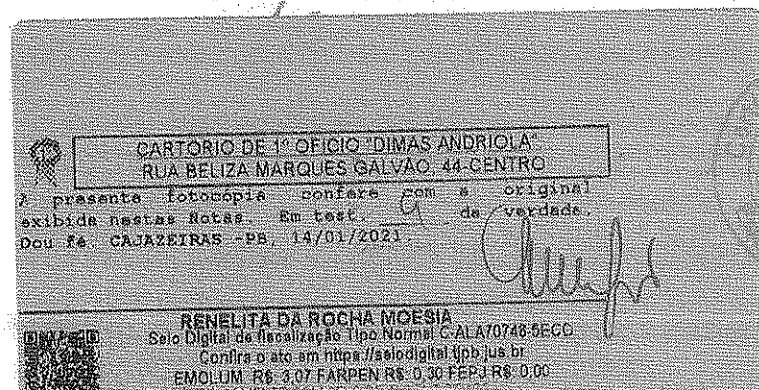 CARTORIO DE 1º OFICIO "DIMAS ANDRIOLA"
RUA BELIZA MARQUES GALVÃO, 44-CENTRO
A presente fotocópia confere com a original
exibida nestas Notas. Em test. da verdade.
Dou fé. CAJAZEIRAS -PB, 14/01/2021
RENELITA DA ROCHA MOESIA
Selo Digital de fiscalização Tipo Normal C-ALA70748-5ECO
Confira o ato em https://selodigital.tjpb.jus.br
EMOLUM. R$ 3,07 FARPEN R$ 0,30 FEPJ R$ 0,00